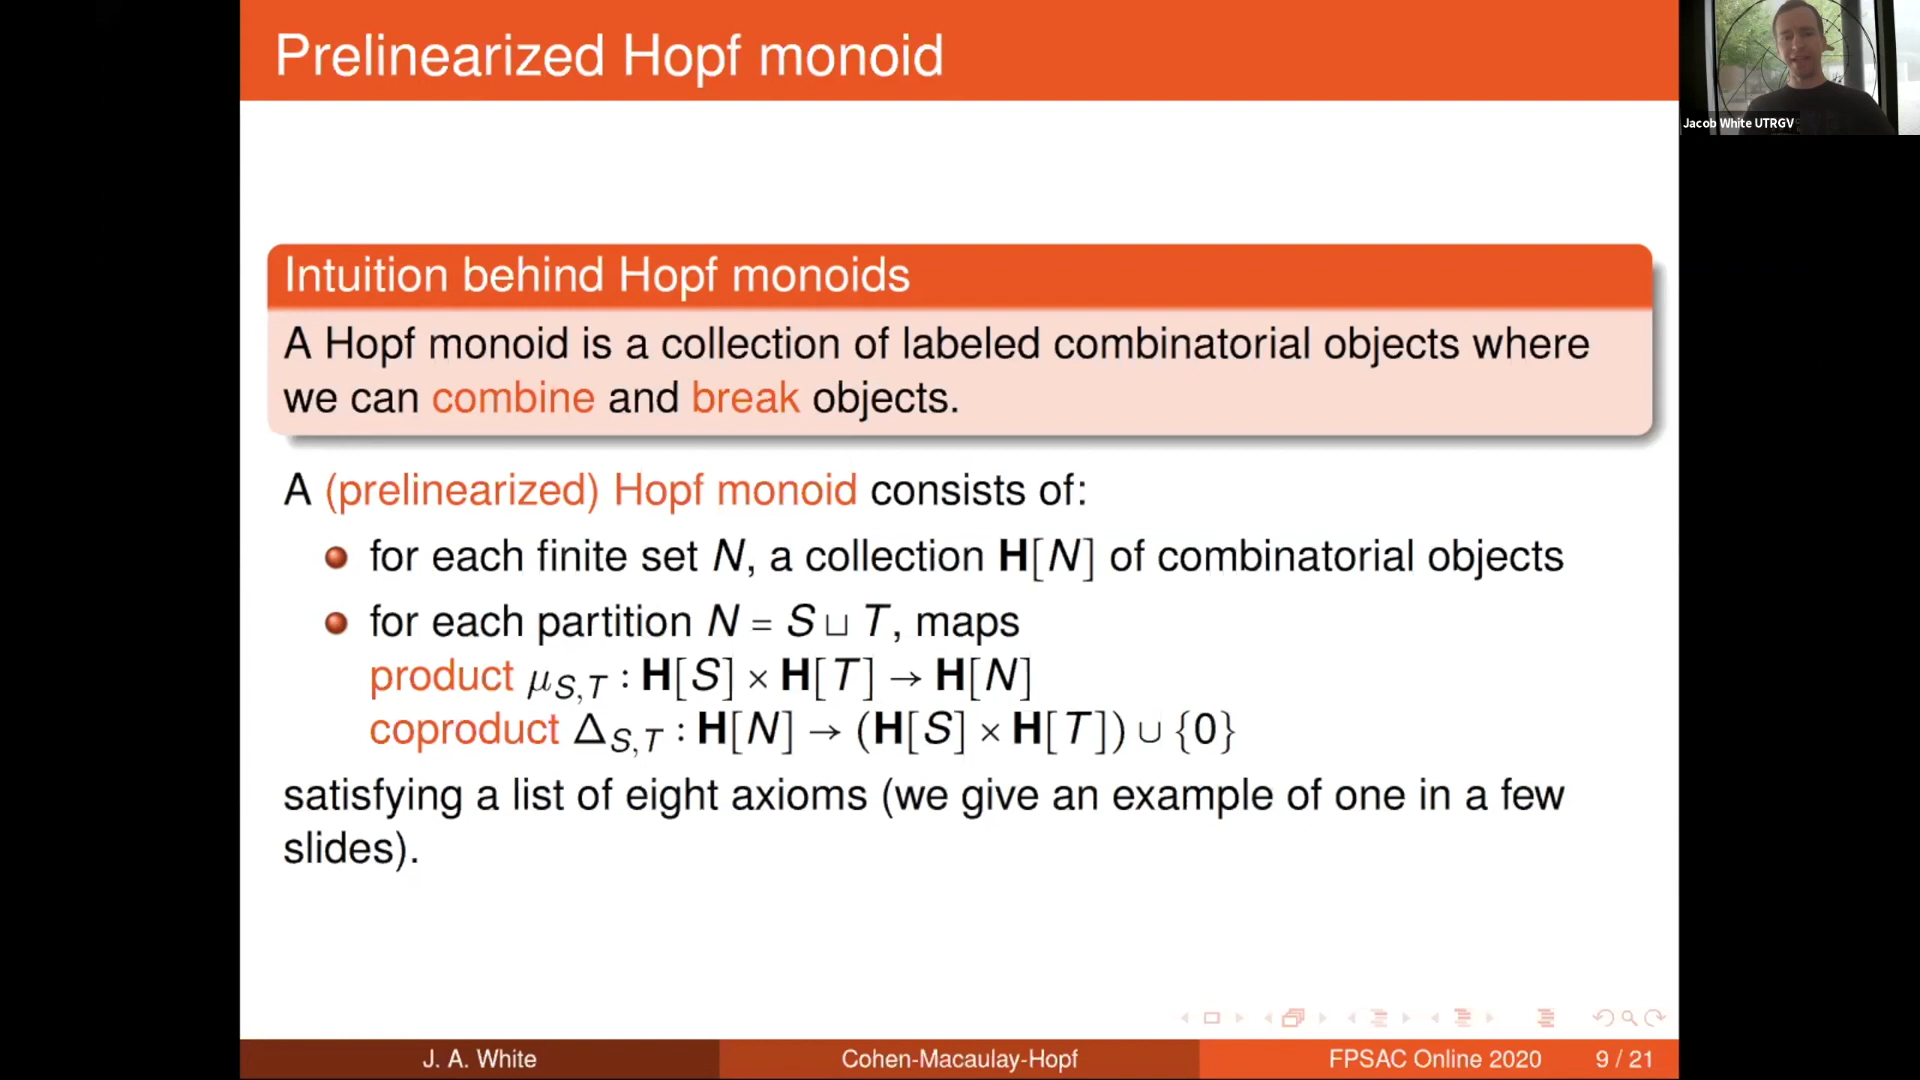 Prelinearized Hopf monoid
Jacob White UTRGV
Intuition behind Hopf monoids
A Hopf monoid is a collection of labeled combinatorial objects where
we can combine and break objects.
A (prelinearized) Hopf monoid consists of:
for each finite set N, a collection H[N] of combinatorial objects
for each partition N = S ⊔ T, maps
product μ_{S,T} : H[S] × H[T] → H[N]
coproduct Δ_{S,T} : H[N] → (H[S] × H[T]) ∪ {0}
satisfying a list of eight axioms (we give an example of one in a few
slides).
J. A. White
Cohen-Macaulay-Hopf
FPSAC Online 2020
9 / 21